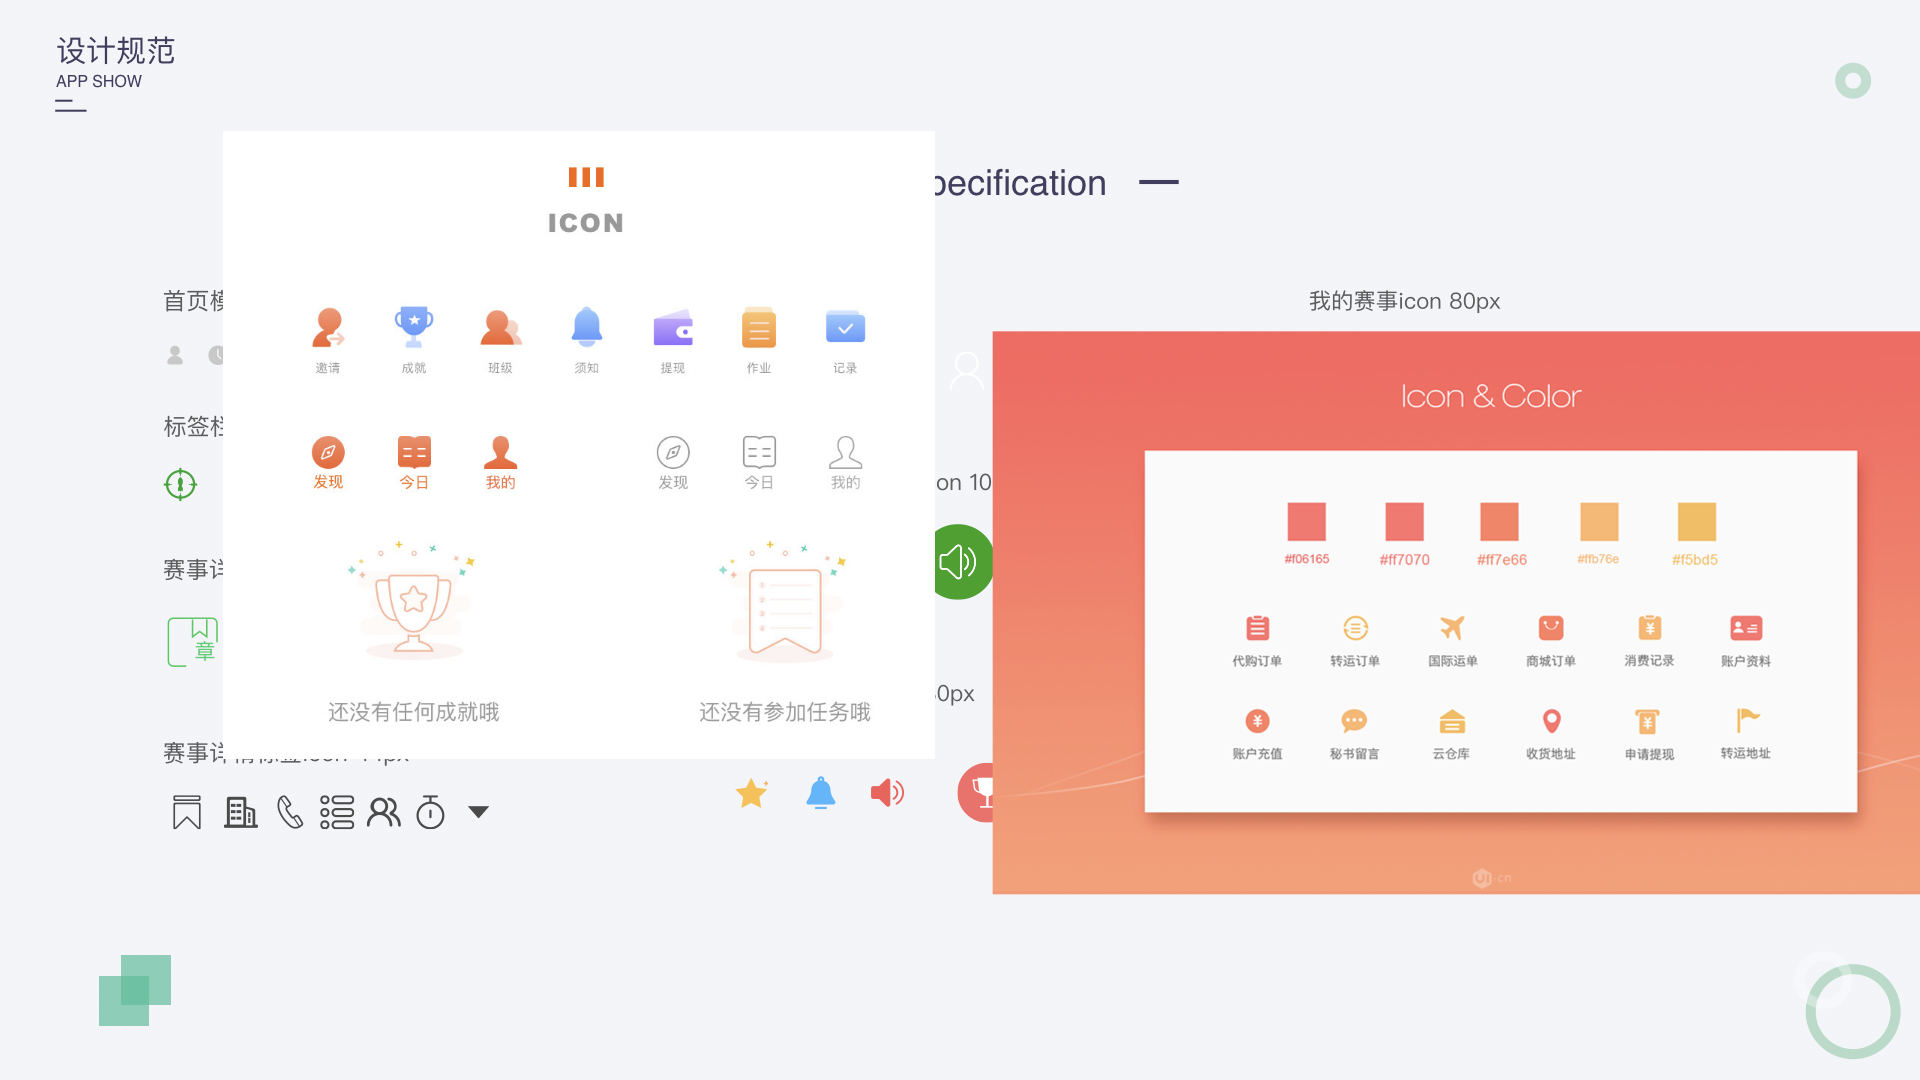 设计规范
APP SHOW
pecification
ICON
邀请 成就 班级 须知 提现 作业 记录
发现 今日 我的 发现 今日 我的
还没有任何成就哦 还没有参加任务哦
首页
标签栏
赛事详
章
赛事详
我的赛事icon 80px
on 10
0px
Icon & Color
#f06165 #ff7070 #ff7e66 #ffb76e #f5bd5
代购订单 转运订单 国际运单 商城订单 消费记录 账户资料
账户充值 秘书留言 云仓库 收货地址 申请提现 转运地址
UI.cn